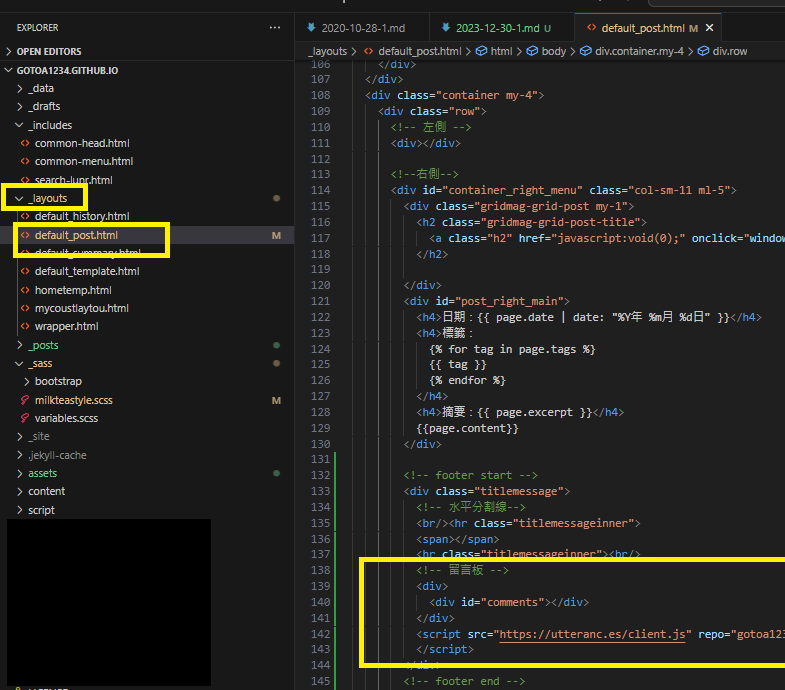 EXPLORER
···
OPEN EDITORS
GOTOA1234.GITHUB.IO
_data
_drafts
_includes
common-head.html
common-menu.html
search-lunr.html
_layouts
default_history.html
default_post.html M
default_summary.html
default_template.html
hometemp.html
mycoustlaytou.html
wrapper.html
_posts
_sass
bootstrap
milkteastyle.scss M
variables.scss
_site
.jekyll-cache
assets
content
script
2020-10-28-1.md
2023-12-30-1.md U
default_post.html M
_layouts > default_post.html > html > body > div.container.my-4 > div.row
106 </div>
107 </div>
108 <div class="container my-4">
109 <div class="row">
110 <!-- 左側 -->
111 <div></div>
112
113 <!--右側-->
114 <div id="container_right_menu" class="col-sm-11 ml-5">
115 <div class="gridmag-grid-post my-1">
116 <h2 class="gridmag-grid-post-title">
117 <a class="h2" href="javascript:void(0);" onclick="window
118 </h2>
119
120 </div>
121 <div id="post_right_main">
122 <h4>日期：{{ page.date | date: "%Y年 %m月 %d日" }}</h4>
123 <h4>標籤：
124 {% for tag in page.tags %}
125 {{ tag }}
126 {% endfor %}
127 </h4>
128 <h4>摘要：{{ page.excerpt }}</h4>
129 {{page.content}}
130 </div>
131
132 <!-- footer start -->
133 <div class="titlemessage">
134 <!-- 水平分割線-->
135 <br/><hr class="titlemessageinner">
136 <span></span>
137 <hr class="titlemessageinner"><br/>
138 <!-- 留言板 -->
139 <div>
140 <div id="comments"></div>
141 </div>
142 <script src="https://utteranc.es/client.js" repo="gotoa123
143 </script>
144 </div>
145 <!-- footer end -->